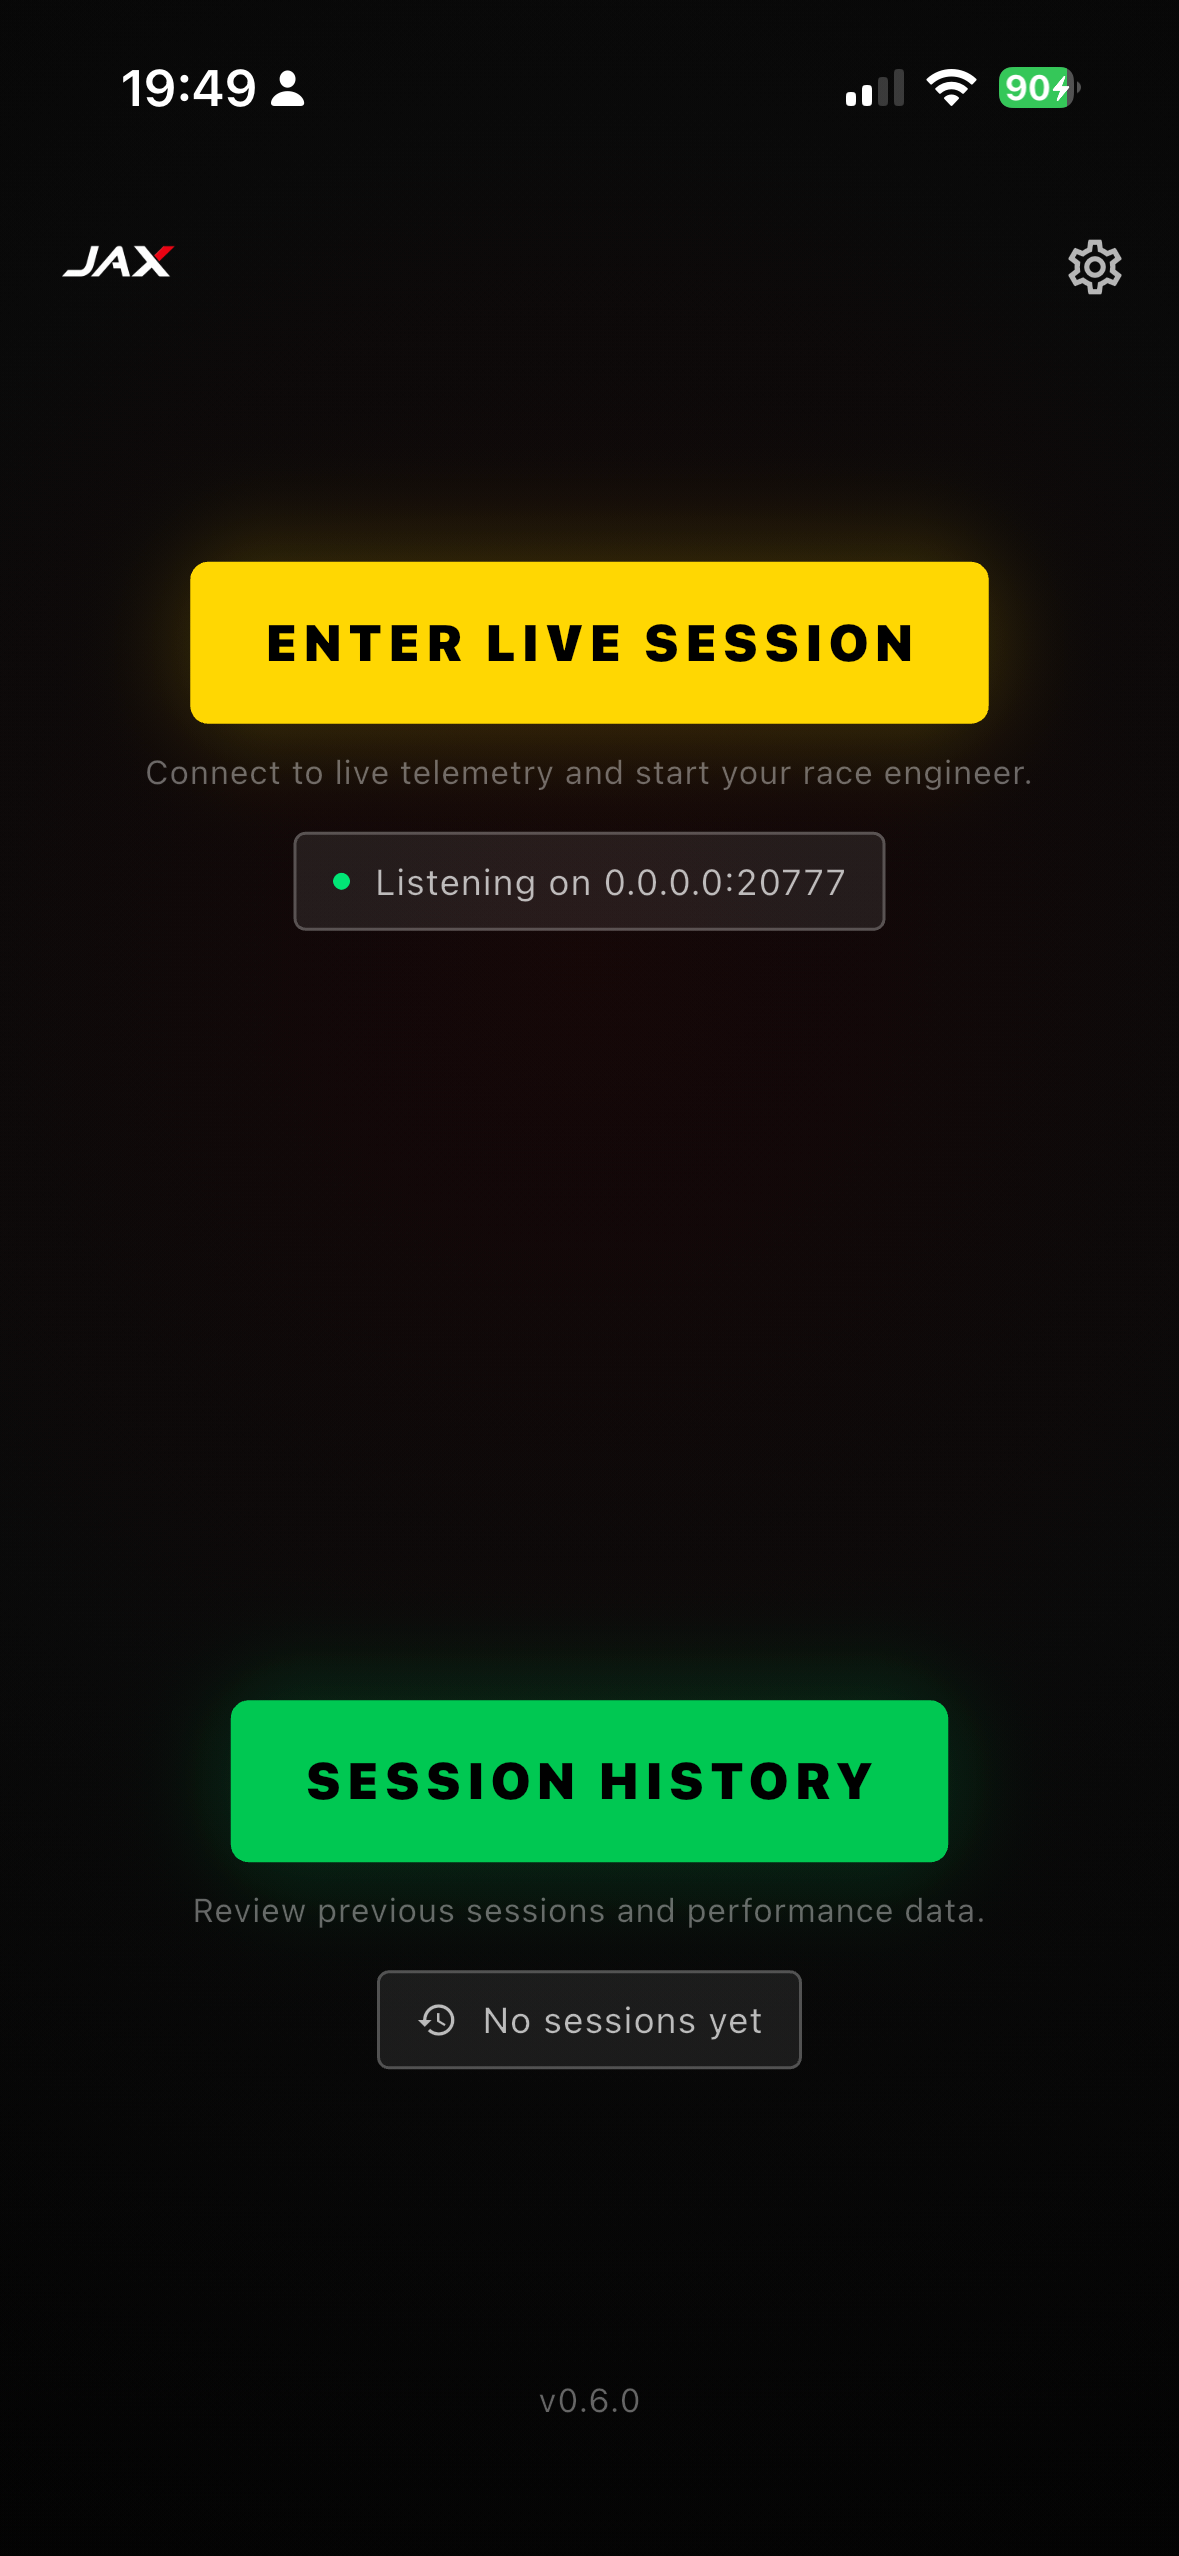 19:49
90
JAX
ENTER LIVE SESSION
Connect to live telemetry and start your race engineer.
Listening on 0.0.0.0:20777
SESSION HISTORY
Review previous sessions and performance data.
No sessions yet
v0.6.0